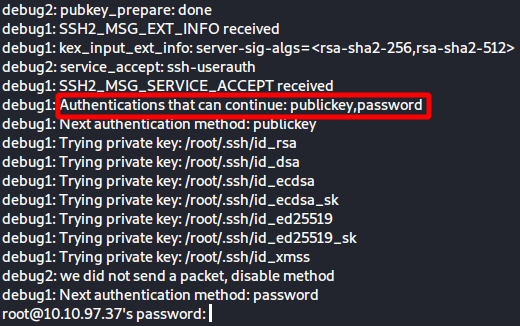 debug2: pubkey_prepare: done
debug1: SSH2_MSG_EXT_INFO received
debug1: kex_input_ext_info: server-sig-algs=<rsa-sha2-256,rsa-sha2-512>
debug2: service_accept: ssh-userauth
debug1: SSH2_MSG_SERVICE_ACCEPT received
debug1: Authentications that can continue: publickey,password
debug1: Next authentication method: publickey
debug1: Trying private key: /root/.ssh/id_rsa
debug1: Trying private key: /root/.ssh/id_dsa
debug1: Trying private key: /root/.ssh/id_ecdsa
debug1: Trying private key: /root/.ssh/id_ecdsa_sk
debug1: Trying private key: /root/.ssh/id_ed25519
debug1: Trying private key: /root/.ssh/id_ed25519_sk
debug1: Trying private key: /root/.ssh/id_xmss
debug2: we did not send a packet, disable method
debug1: Next authentication method: password
root@10.10.97.37's password: